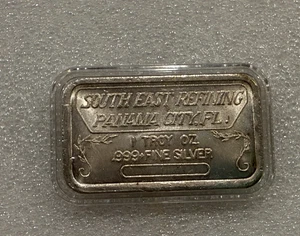 SOUTH EAST REFINING
PANAMA CITY, FL.
1 TROY OZ.
.999+ FINE SILVER